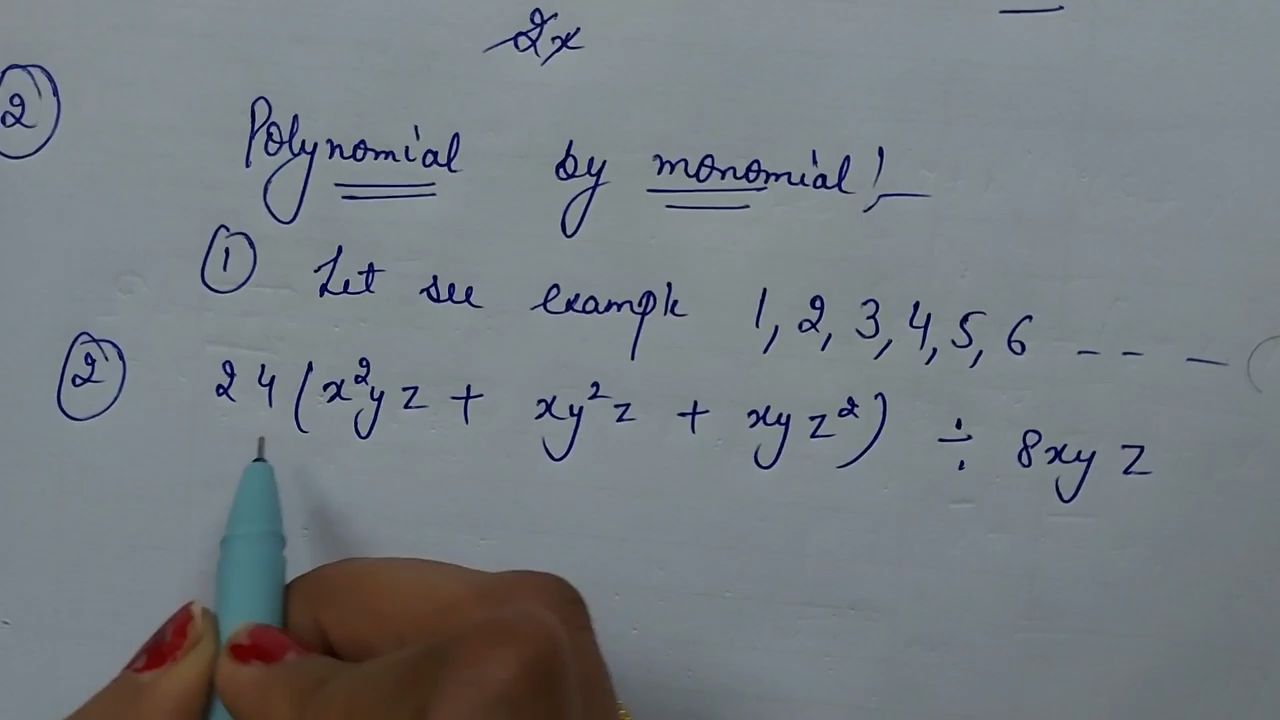 2x
② Polynomial by monomial :-
① Let see example 1, 2, 3, 4, 5, 6 - - -
② 24(x²yz + xy²z + xyz²) ÷ 8xyz